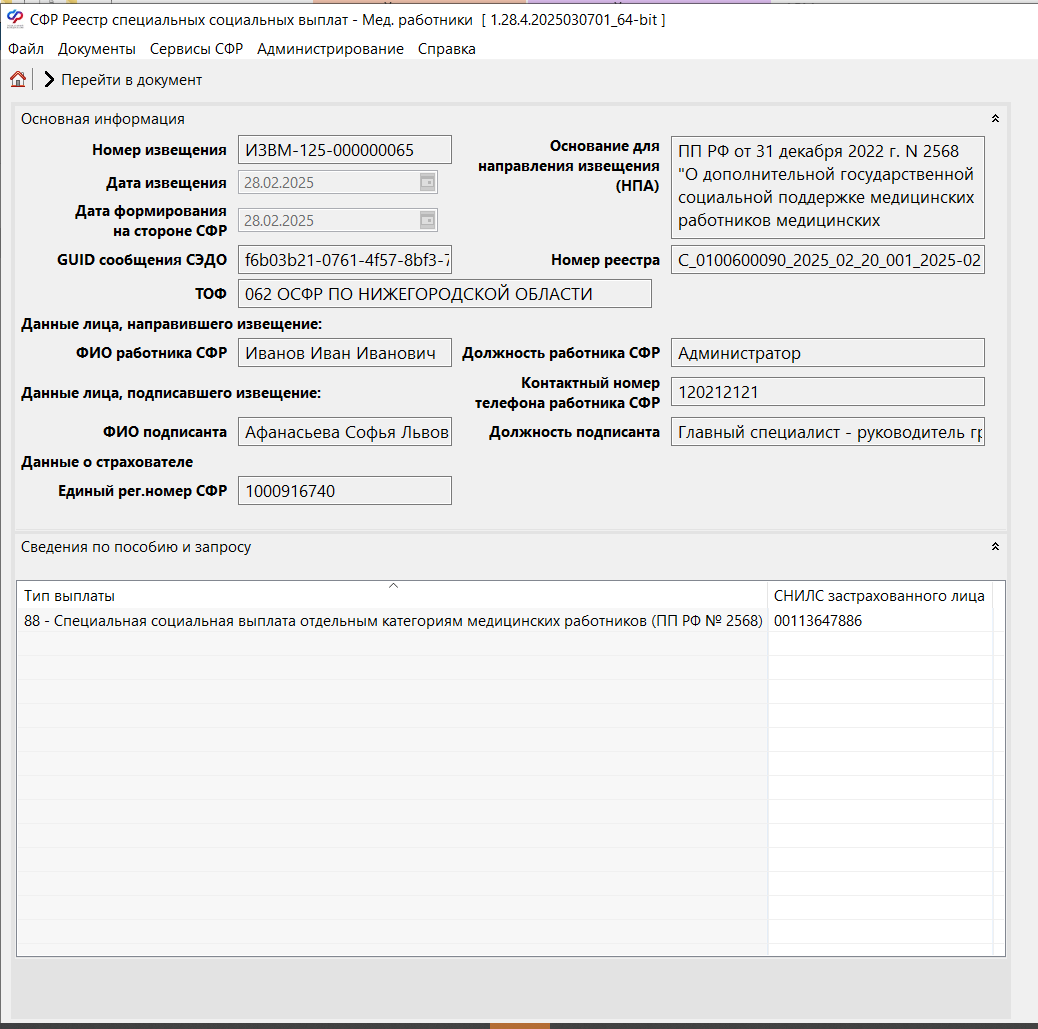 СФР Реестр специальных социальных выплат - Мед. работники [ 1.28.4.2025030701_64-bit ]
Файл Документы Сервисы СФР Администрирование Справка
Перейти в документ
Основная информация
Номер извещения ИЗВМ-125-000000065
Основание для направления извещения (НПА)
ПП РФ от 31 декабря 2022 г. N 2568
"О дополнительной государственной
социальной поддержке медицинских
работников медицинских
Дата извещения 28.02.2025
Дата формирования
на стороне СФР 28.02.2025
GUID сообщения СЭДО f6b03b21-0761-4f57-8bf3-7 Номер реестра С_0100600090_2025_02_20_001_2025-02
ТОФ 062 ОСФР ПО НИЖЕГОРОДСКОЙ ОБЛАСТИ
Данные лица, направившего извещение:
ФИО работника СФР Иванов Иван Иванович Должность работника СФР Администратор
Данные лица, подписавшего извещение:
Контактный номер
телефона работника СФР 120212121
ФИО подписанта Афанасьева Софья Львов Должность подписанта Главный специалист - руководитель гр
Данные о страхователе
Единый рег.номер СФР 1000916740
Сведения по пособию и запросу
Тип выплаты СНИЛС застрахованного лица
88 - Специальная социальная выплата отдельным категориям медицинских работников (ПП РФ № 2568) 00113647886